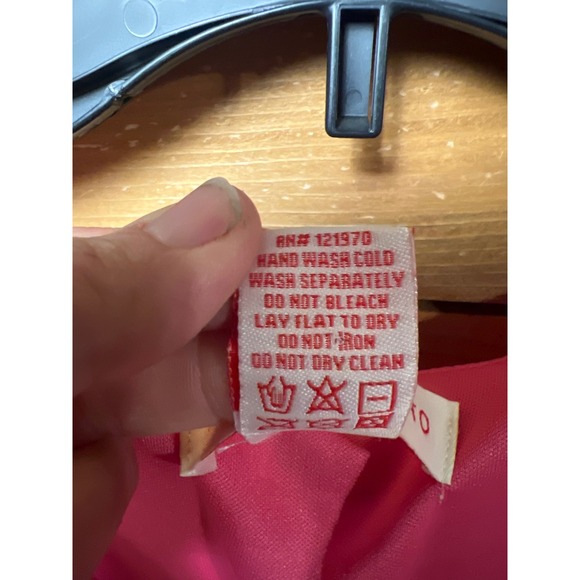 RN# 121970
HAND WASH COLD
WASH SEPARATELY
DO NOT BLEACH
LAY FLAT TO DRY
DO NOT IRON
DO NOT DRY CLEAN
TO